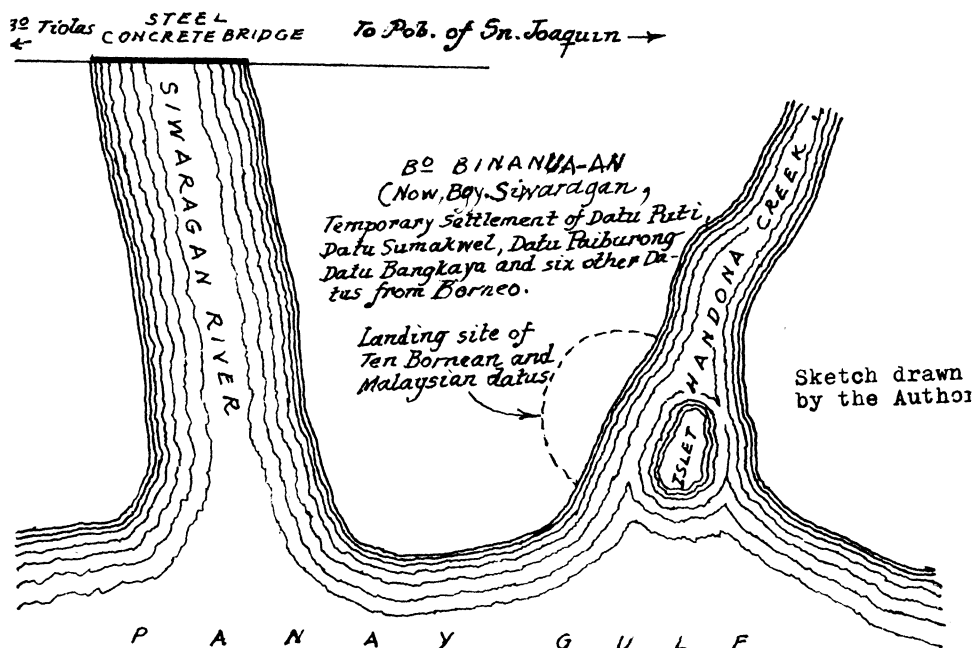 Bº Tiolas
STEEL
CONCRETE BRIDGE
To Pob. of Sn. Joaquin
SIWARAGAN RIVER
Bº BINANUA-AN
(Now, Bgy. Siwaragan,
Temporary Settlement of Datu Puti,
Datu Sumakwel, Datu Paiburong
Datu Bangkaya and six other Da-
tus from Borneo.
Landing site of
Ten Bornean and
Malaysian datus
HANDONA CREEK
ISLET
Sketch drawn
by the Author
PANAY GULF